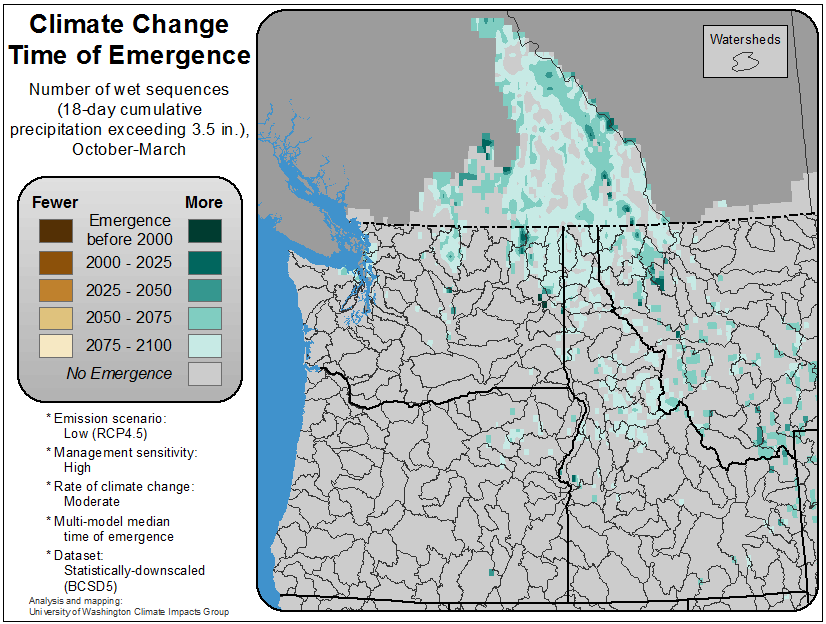 Climate Change
Time of Emergence
Number of wet sequences
(18-day cumulative
precipitation exceeding 3.5 in.),
October-March
Fewer More
Emergence
before 2000
2000 - 2025
2025 - 2050
2050 - 2075
2075 - 2100
No Emergence
* Emission scenario:
Low (RCP4.5)
* Management sensitivity:
High
* Rate of climate change:
Moderate
* Multi-model median
time of emergence
* Dataset:
Statistically-downscaled
(BCSD5)
Analysis and mapping:
University of Washington Climate Impacts Group
Watersheds